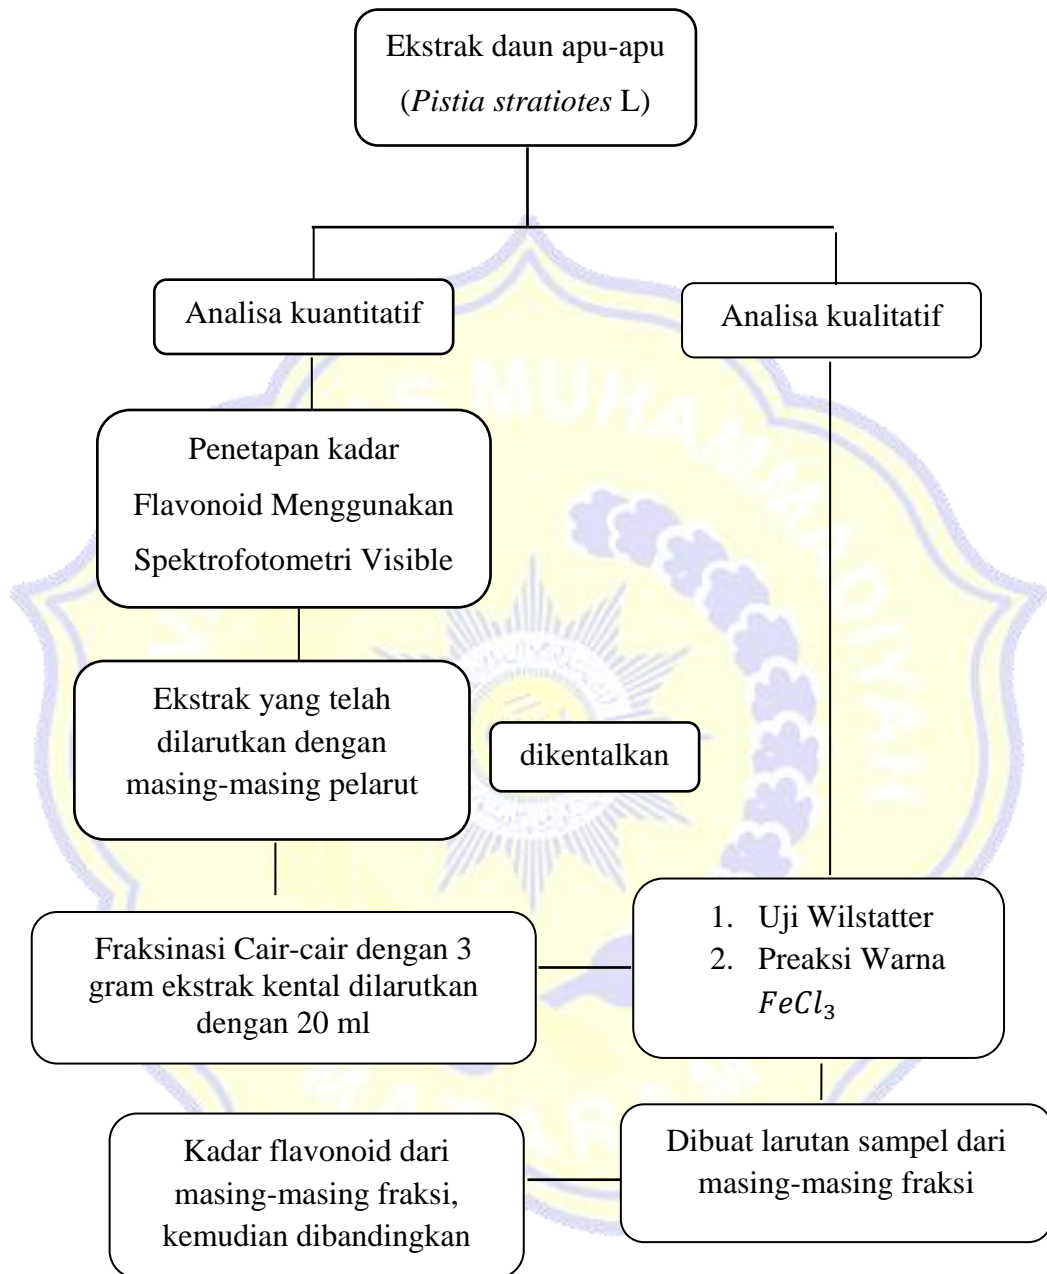 Ekstrak daun apu-apu
(Pistia stratiotes L)
Analisa kuantitatif
Analisa kualitatif
Penetapan kadar
Flavonoid Menggunakan
Spektrofotometri Visible
Ekstrak yang telah
dilarutkan dengan
masing-masing pelarut
dikentalkan
Fraksinasi Cair-cair dengan 3
gram ekstrak kental dilarutkan
dengan 20 ml
1. Uji Wilstatter
2. Preaksi Warna
FeCl₃
Kadar flavonoid dari
masing-masing fraksi,
kemudian dibandingkan
Dibuat larutan sampel dari
masing-masing fraksi
MUHAMMADIYAH